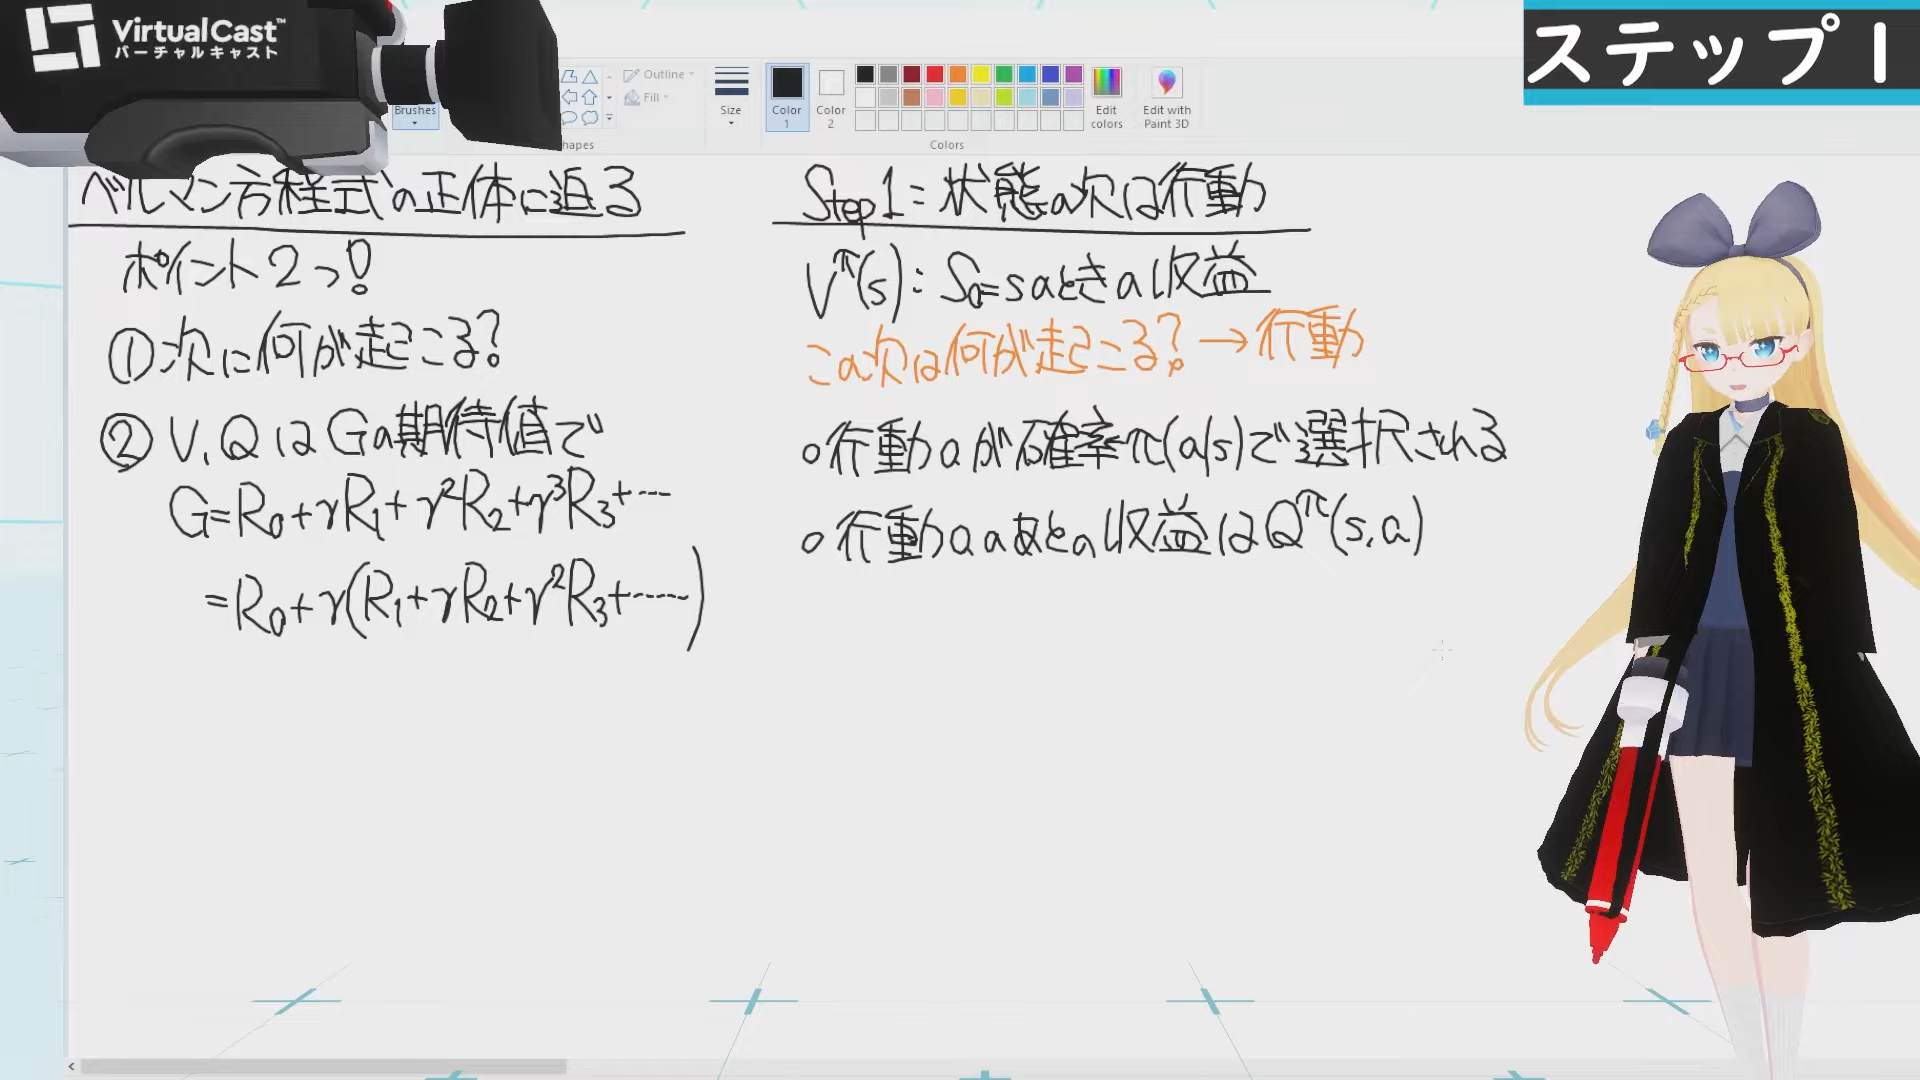 VirtualCast™
バーチャルキャスト
ステップ1
Brushes
Outline
Fill
Size
Color 1
Color 2
Edit colors
Edit with Paint 3D
hapes
Colors
ベルマン方程式の正体に迫る
ポイント2つ!
①次に何が起こる?
②V,QはGの期待値で
G=R₀+γR₁+γ²R₂+γ³R₃+…
=R₀+γ(R₁+γR₂+γ²R₃+……)
Step1:状態の次は行動
V^π(s):S₀=sのときの収益
この次は何が起こる?→行動
○行動aが確率π(a|s)で選択される
○行動aのあとの収益はQ^π(s,a)